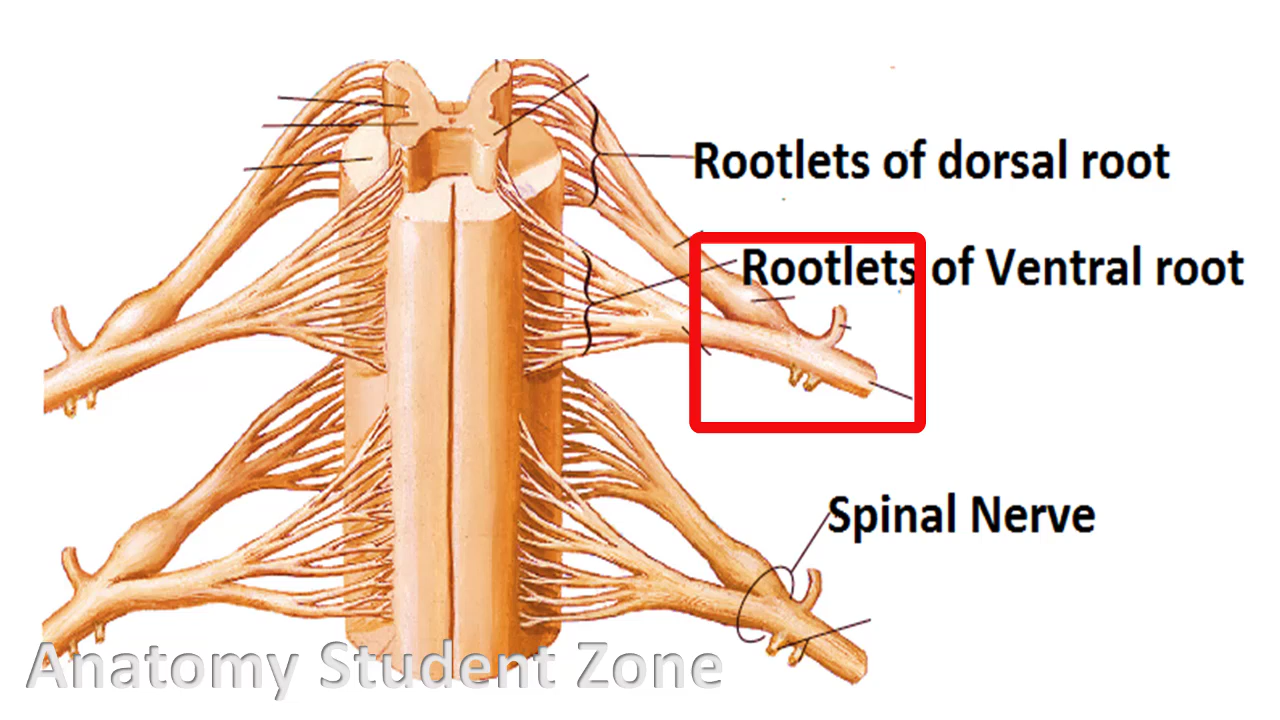 Rootlets of dorsal root
Rootlets of Ventral root
Spinal Nerve
Anatomy Student Zone